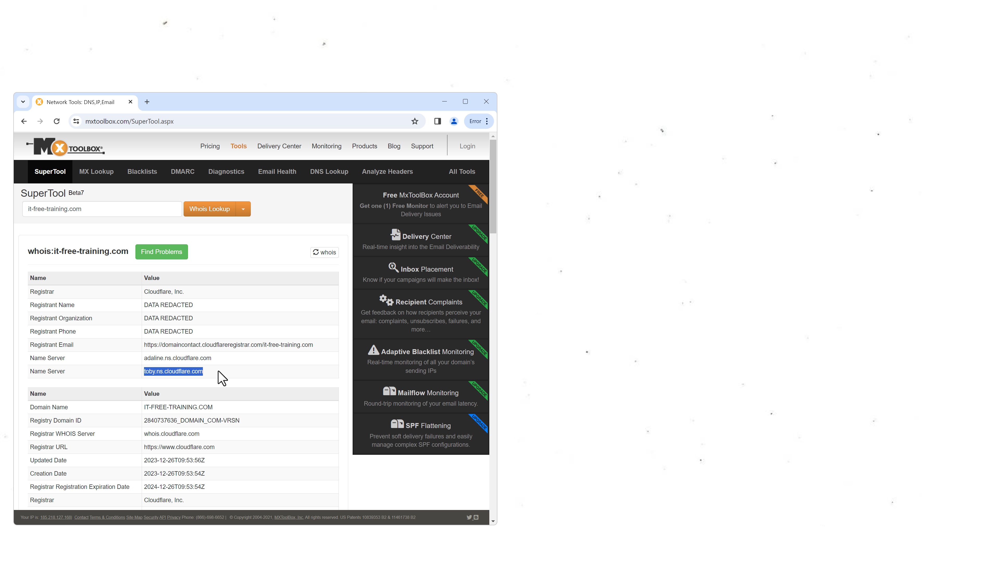 Network Tools: DNS,IP,Email
mxtoolbox.com/SuperTool.aspx
Error
MX TOOLBOX®
Pricing Tools Delivery Center Monitoring Products Blog Support Login
SuperTool MX Lookup Blacklists DMARC Diagnostics Email Health DNS Lookup Analyze Headers All Tools
SuperTool Beta7
it-free-training.com Whois Lookup
whois:it-free-training.com Find Problems whois
Name Value
Registrar Cloudflare, Inc.
Registrant Name DATA REDACTED
Registrant Organization DATA REDACTED
Registrant Phone DATA REDACTED
Registrant Email https://domaincontact.cloudflareregistrar.com/it-free-training.com
Name Server adaline.ns.cloudflare.com
Name Server toby.ns.cloudflare.com
Name Value
Domain Name IT-FREE-TRAINING.COM
Registry Domain ID 2840737636_DOMAIN_COM-VRSN
Registrar WHOIS Server whois.cloudflare.com
Registrar URL https://www.cloudflare.com
Updated Date 2023-12-26T09:53:56Z
Creation Date 2023-12-26T09:53:54Z
Registrar Registration Expiration Date 2024-12-26T09:53:54Z
Registrar Cloudflare, Inc.
Free MxToolBox Account FREE
Get one (1) Free Monitor to alert you to Email
Delivery Issues
Delivery Center UPGRADE
Real-time insight into the Email Deliverability
Inbox Placement UPGRADE
Know if your campaigns will make the inbox!
Recipient Complaints UPGRADE
Get feedback on how recipients perceive your
email: complaints, unsubscribes, failures, and
more...
Adaptive Blacklist Monitoring UPGRADE
Real-time monitoring of all your domain's
sending IPs
Mailflow Monitoring UPGRADE
Round-trip monitoring of your email latency.
SPF Flattening UPGRADE
Prevent soft delivery failures and easily
manage complex SPF configurations.
Your IP is: 185.218.127.168| Contact Terms & Conditions Site Map Security API Privacy Phone: (866)-698-6652 | © Copyright 2004-2021, MXToolBox, Inc, All rights reserved. US Patents 10839353 B2 & 11461738 B2